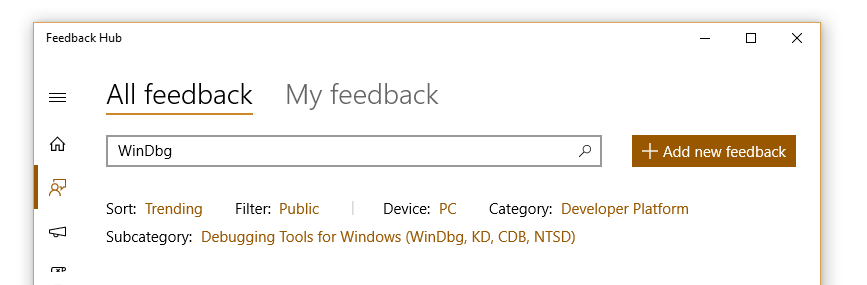 Feedback Hub
All feedback My feedback
WinDbg
Add new feedback
Sort: Trending Filter: Public Device: PC Category: Developer Platform
Subcategory: Debugging Tools for Windows (WinDbg, KD, CDB, NTSD)